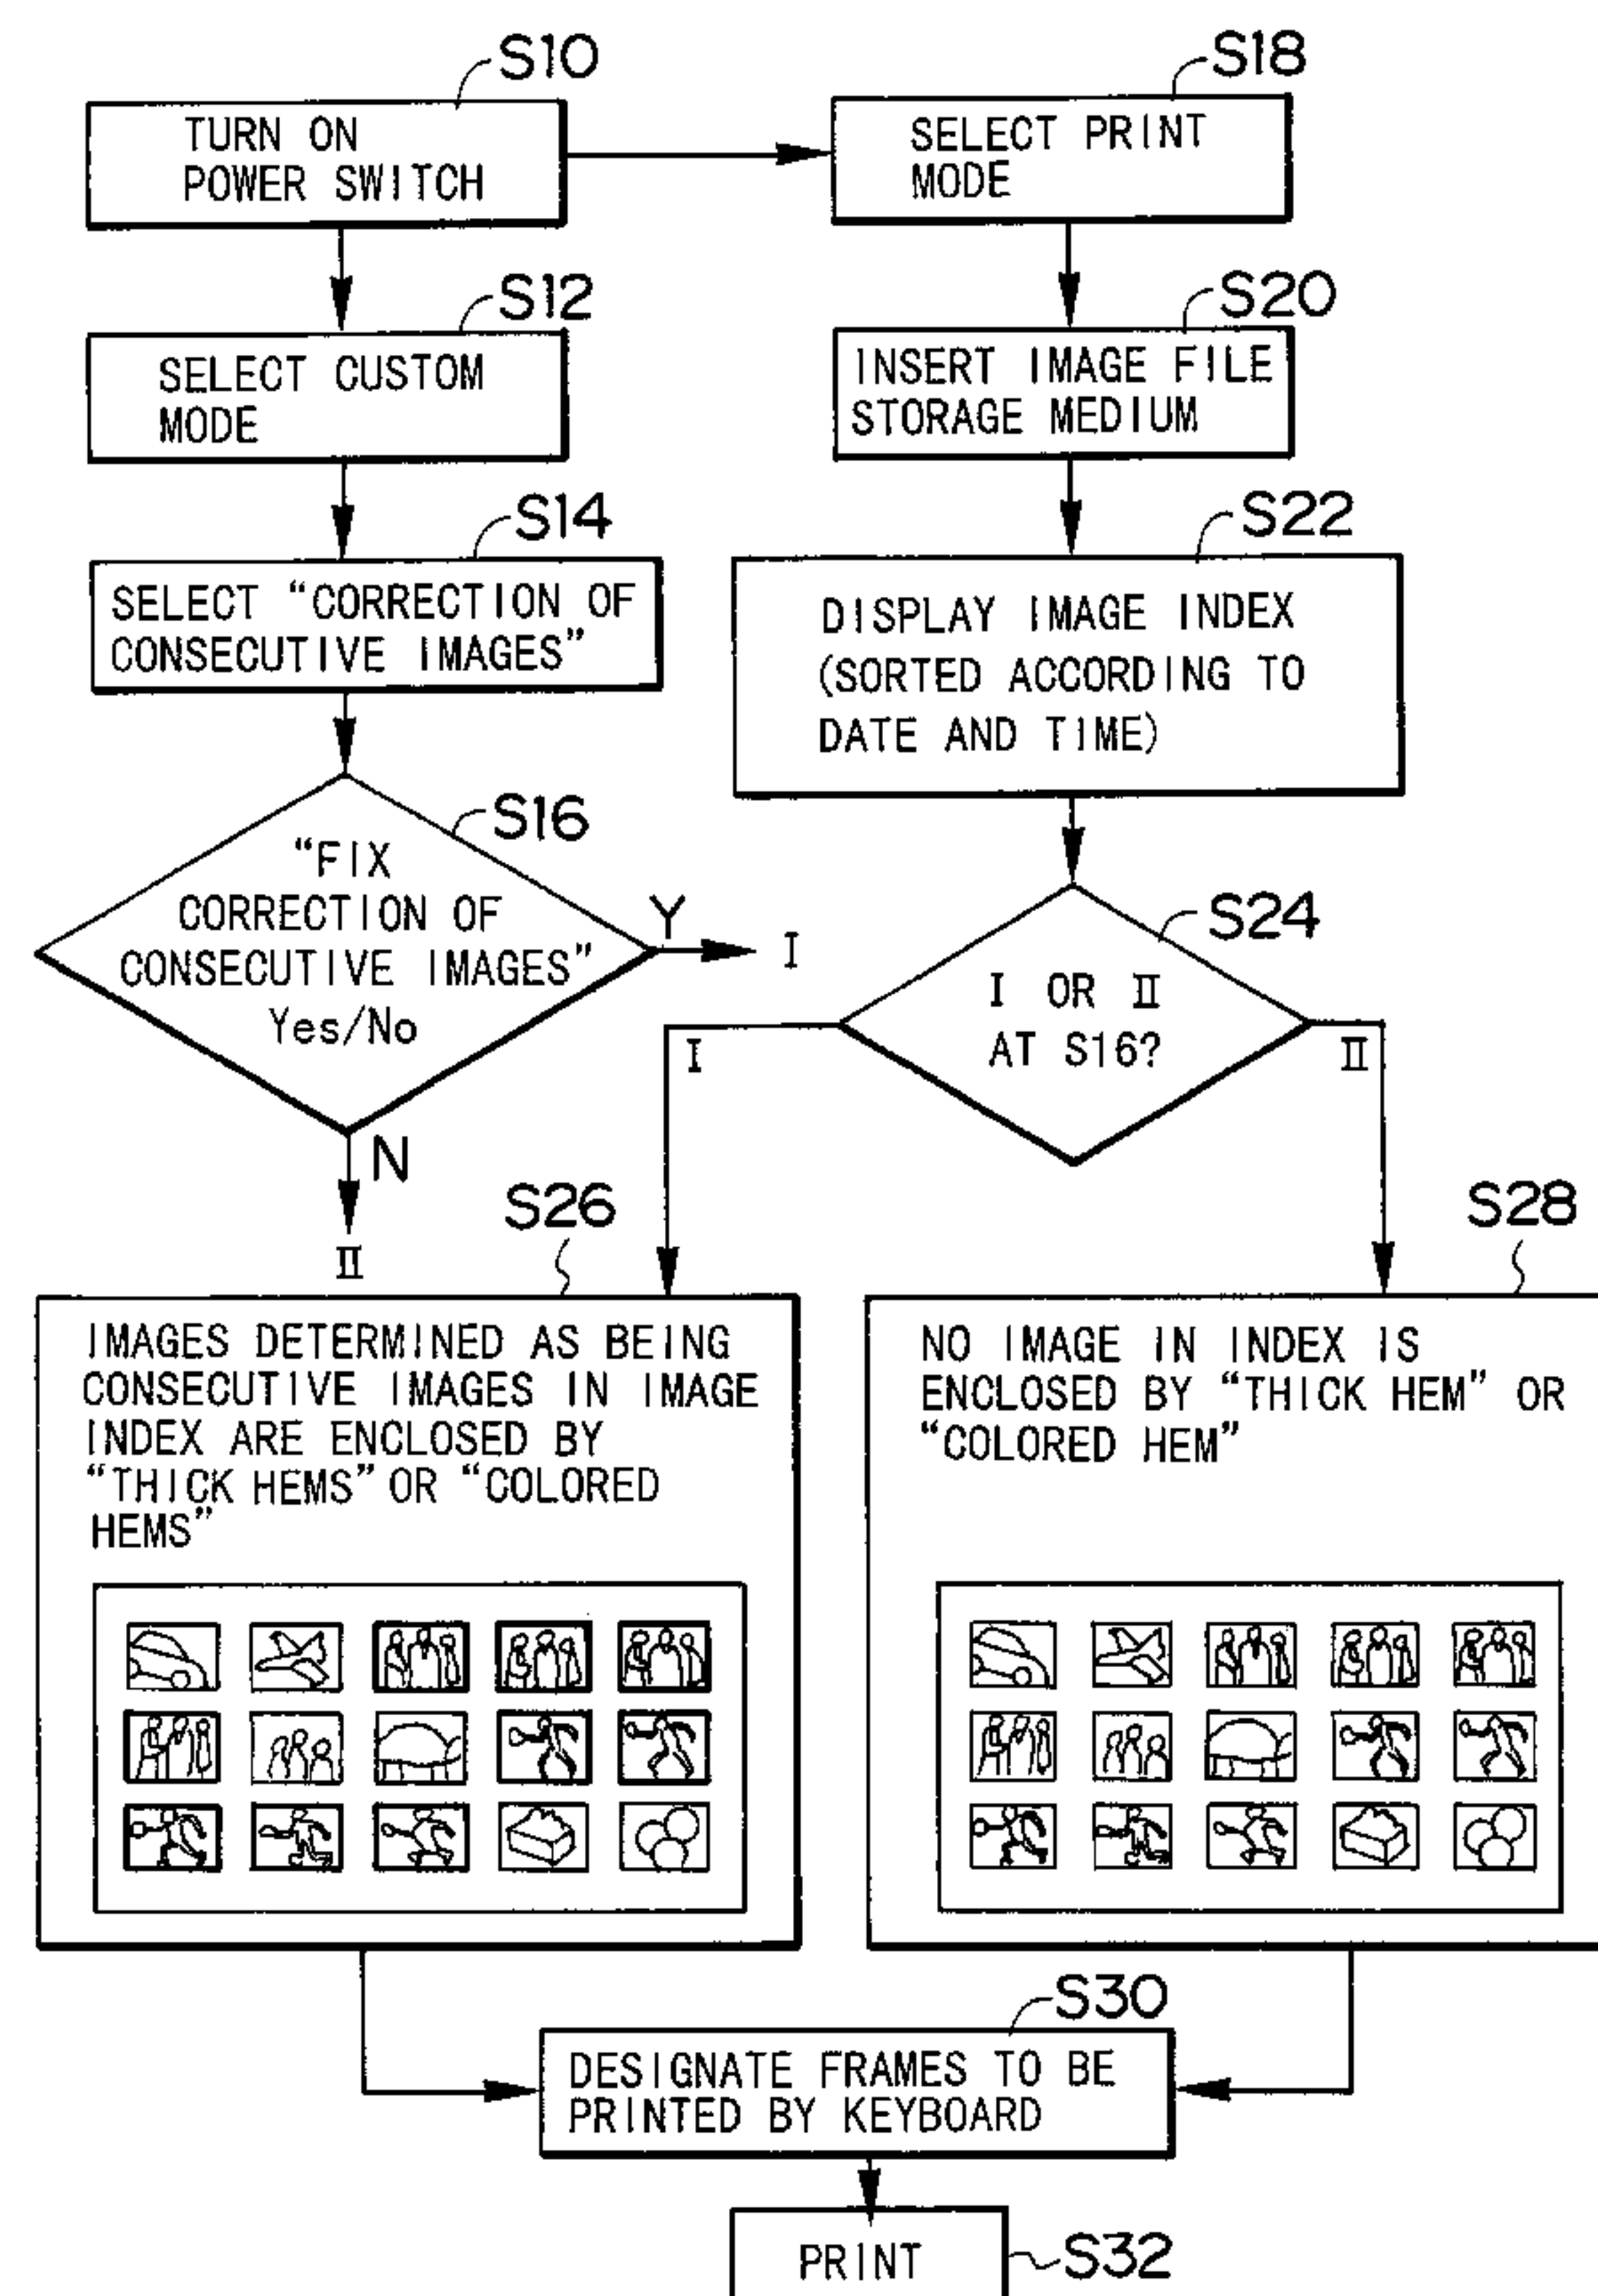 S10
TURN ON
POWER SWITCH
S12
SELECT CUSTOM
MODE
S14
SELECT “CORRECTION OF
CONSECUTIVE IMAGES”
S16
“FIX
CORRECTION OF
CONSECUTIVE IMAGES”
Yes/No
Y
I
N
II
S18
SELECT PRINT
MODE
S20
INSERT IMAGE FILE
STORAGE MEDIUM
S22
DISPLAY IMAGE INDEX
(SORTED ACCORDING TO
DATE AND TIME)
S24
I OR II
AT S16?
I
II
S26
IMAGES DETERMINED AS BEING
CONSECUTIVE IMAGES IN IMAGE
INDEX ARE ENCLOSED BY
“THICK HEMS” OR “COLORED
HEMS”
S28
NO IMAGE IN INDEX IS
ENCLOSED BY “THICK HEM” OR
“COLORED HEM”
S30
DESIGNATE FRAMES TO BE
PRINTED BY KEYBOARD
PRINT
S32